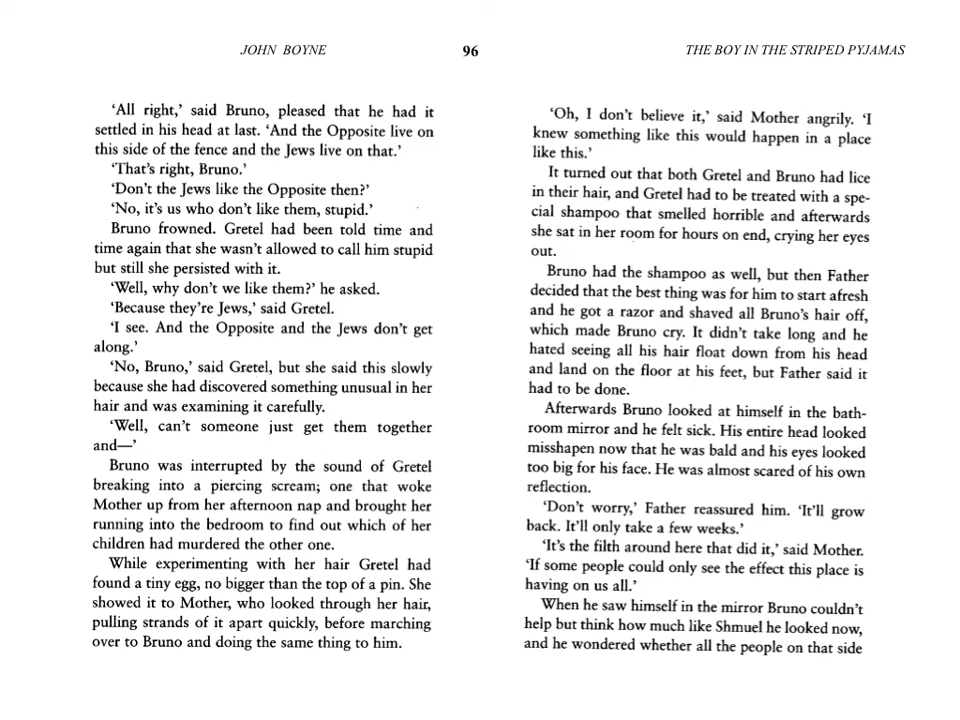 JOHN BOYNE
96
THE BOY IN THE STRIPED PYJAMAS
‘All right,’ said Bruno, pleased that he had it
settled in his head at last. ‘And the Opposite live on
this side of the fence and the Jews live on that.’
‘That’s right, Bruno.’
‘Don’t the Jews like the Opposite then?’
‘No, it’s us who don’t like them, stupid.’
Bruno frowned. Gretel had been told time and
time again that she wasn’t allowed to call him stupid
but still she persisted with it.
‘Well, why don’t we like them?’ he asked.
‘Because they’re Jews,’ said Gretel.
‘I see. And the Opposite and the Jews don’t get
along.’
‘No, Bruno,’ said Gretel, but she said this slowly
because she had discovered something unusual in her
hair and was examining it carefully.
‘Well, can’t someone just get them together
and—’
Bruno was interrupted by the sound of Gretel
breaking into a piercing scream; one that woke
Mother up from her afternoon nap and brought her
running into the bedroom to find out which of her
children had murdered the other one.
While experimenting with her hair Gretel had
found a tiny egg, no bigger than the top of a pin. She
showed it to Mother, who looked through her hair,
pulling strands of it apart quickly, before marching
over to Bruno and doing the same thing to him.
‘Oh, I don’t believe it,’ said Mother angrily. ‘I
knew something like this would happen in a place
like this.’
It turned out that both Gretel and Bruno had lice
in their hair, and Gretel had to be treated with a spe-
cial shampoo that smelled horrible and afterwards
she sat in her room for hours on end, crying her eyes
out.
Bruno had the shampoo as well, but then Father
decided that the best thing was for him to start afresh
and he got a razor and shaved all Bruno’s hair off,
which made Bruno cry. It didn’t take long and he
hated seeing all his hair float down from his head
and land on the floor at his feet, but Father said it
had to be done.
Afterwards Bruno looked at himself in the bath-
room mirror and he felt sick. His entire head looked
misshapen now that he was bald and his eyes looked
too big for his face. He was almost scared of his own
reflection.
‘Don’t worry,’ Father reassured him. ‘It’ll grow
back. It’ll only take a few weeks.’
‘It’s the filth around here that did it,’ said Mother.
‘If some people could only see the effect this place is
having on us all.’
When he saw himself in the mirror Bruno couldn’t
help but think how much like Shmuel he looked now,
and he wondered whether all the people on that side